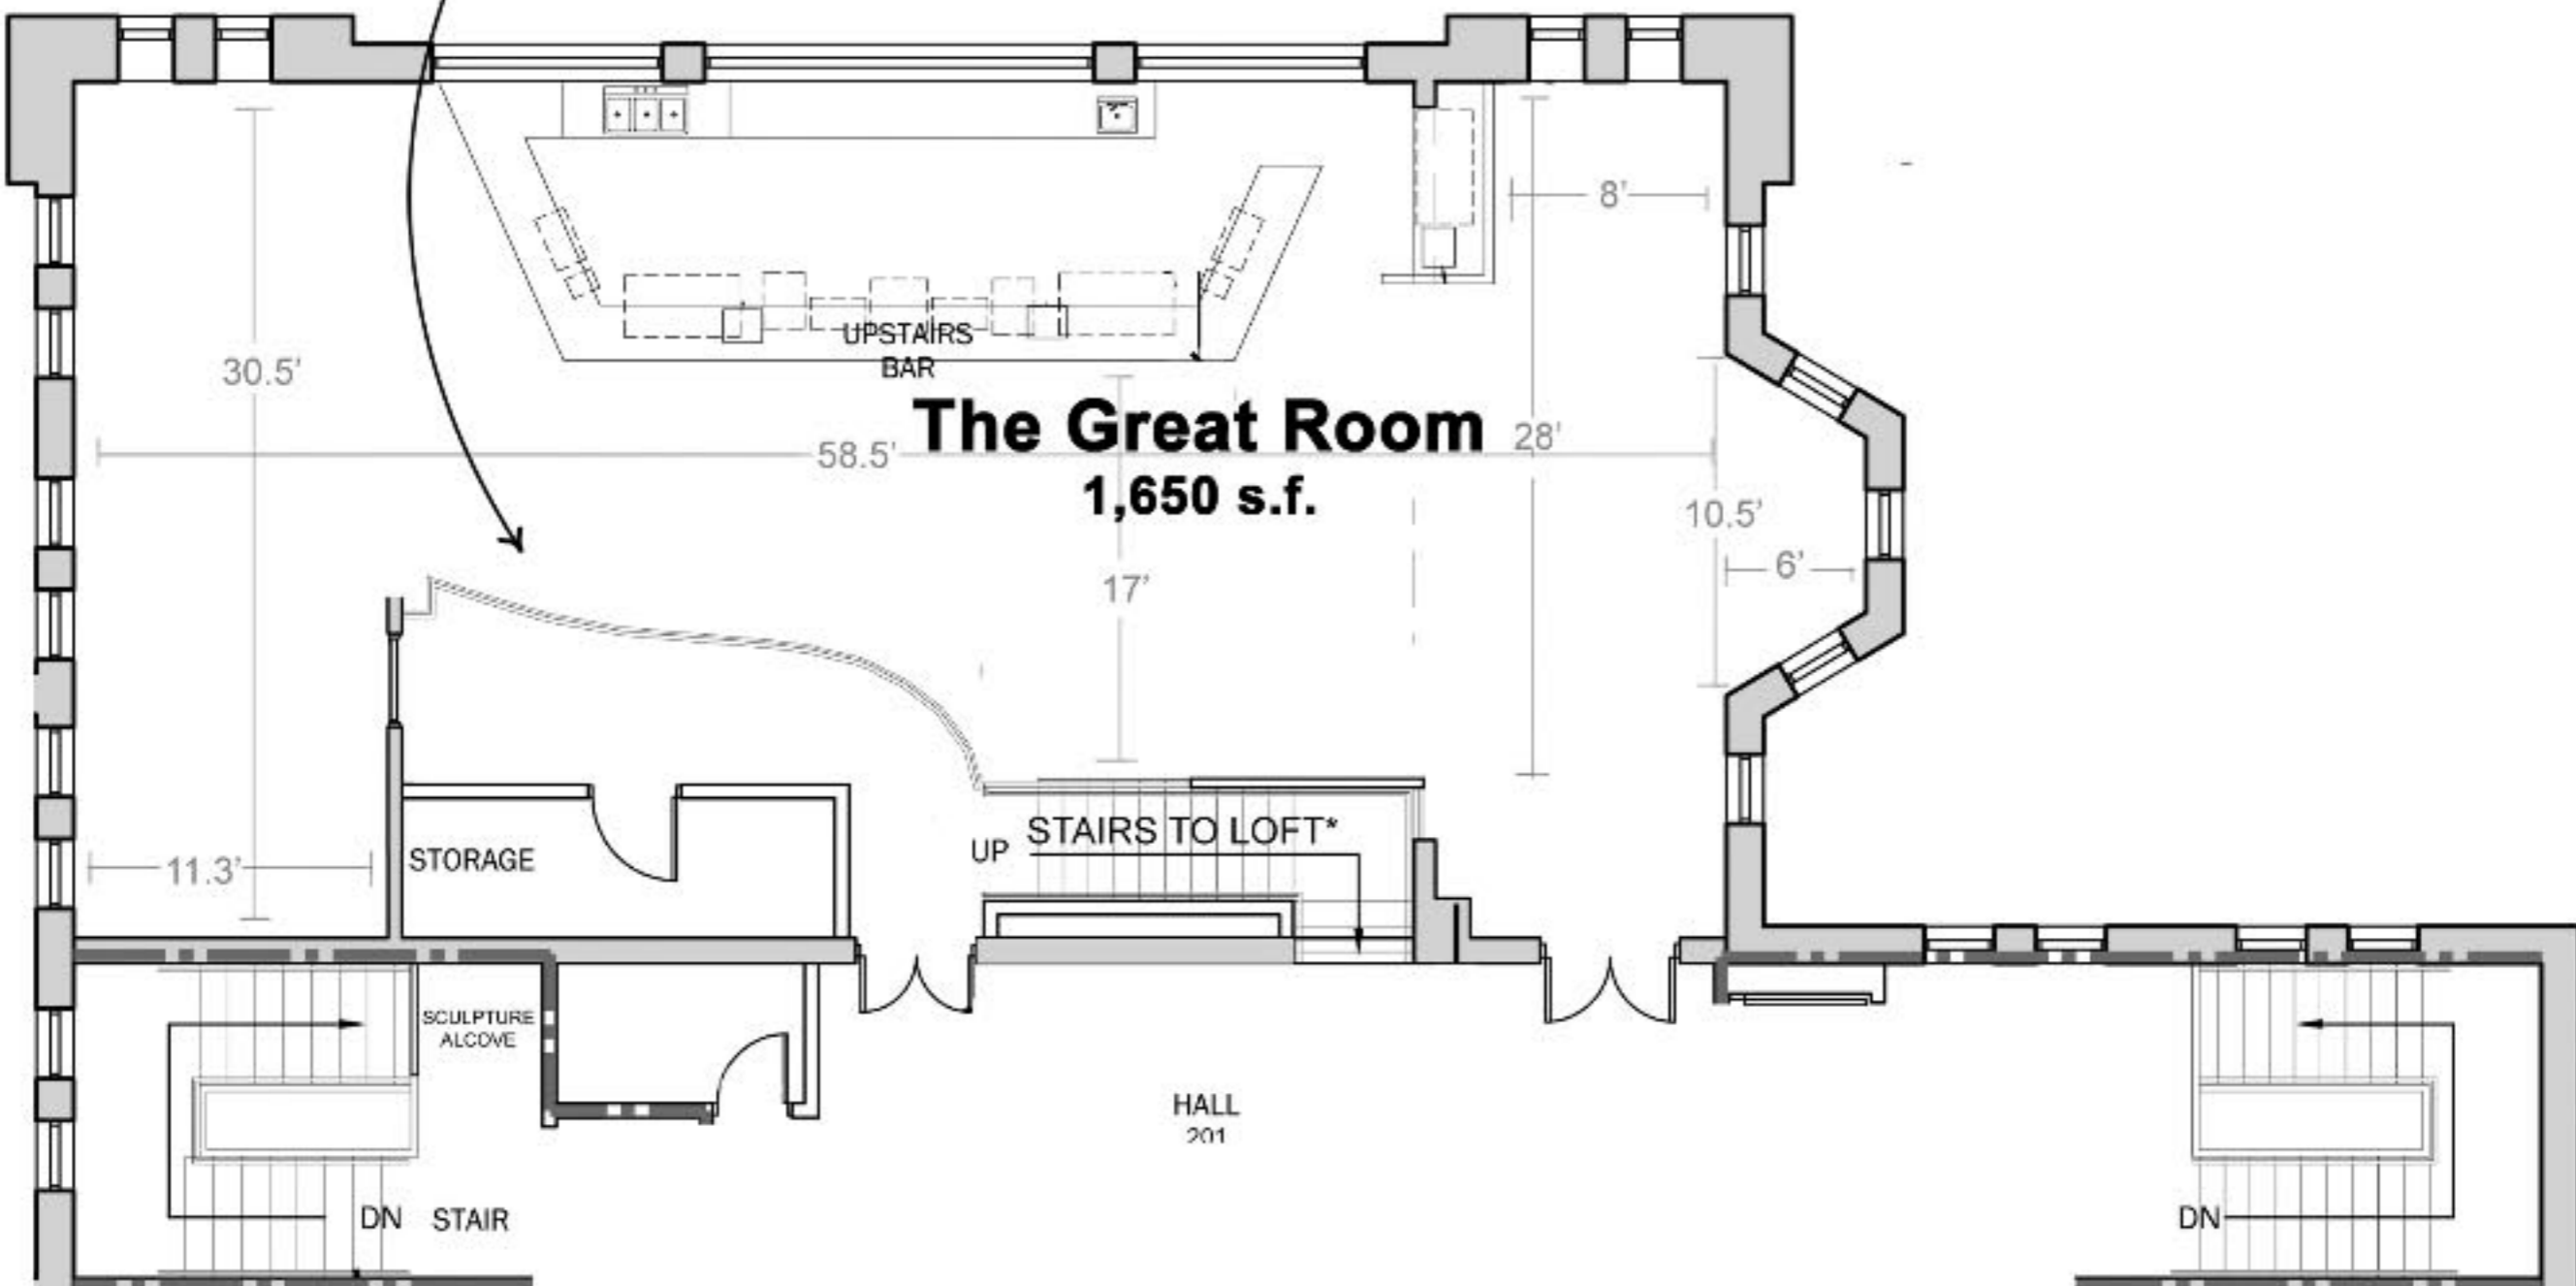 8'
30.5'
UPSTAIRS
BAR
The Great Room
58.5'
28'
1,650 s.f.
10.5'
6'
17'
STAIRS TO LOFT*
UP
STORAGE
11.3'
SCULPTURE
ALCOVE
HALL
201
DN STAIR
DN